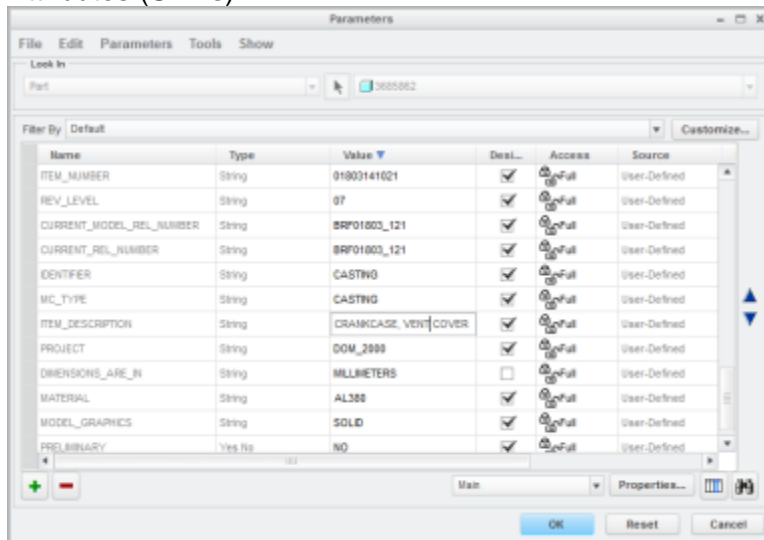 Parameters
File Edit Parameters Tools Show
Look In
Part 3685862
Filter By Default Customize...
Name Type Value Desi... Access Source
ITEM_NUMBER String 01803141021 Full User-Defined
REV_LEVEL String 07 Full User-Defined
CURRENT_MODEL_REL_NUMBER String BRF01803_121 Full User-Defined
CURRENT_REL_NUMBER String BRF01803_121 Full User-Defined
IDENTIFIER String CASTING Full User-Defined
MC_TYPE String CASTING Full User-Defined
ITEM_DESCRIPTION String CRANKCASE, VENT COVER Full User-Defined
PROJECT String DOM_2000 Full User-Defined
DIMENSIONS_ARE_IN String MILLIMETERS Full User-Defined
MATERIAL String AL380 Full User-Defined
MODEL_GRAPHICS String SOLID Full User-Defined
PRELIMINARY Yes No NO Full User-Defined
Main Properties...
OK Reset Cancel